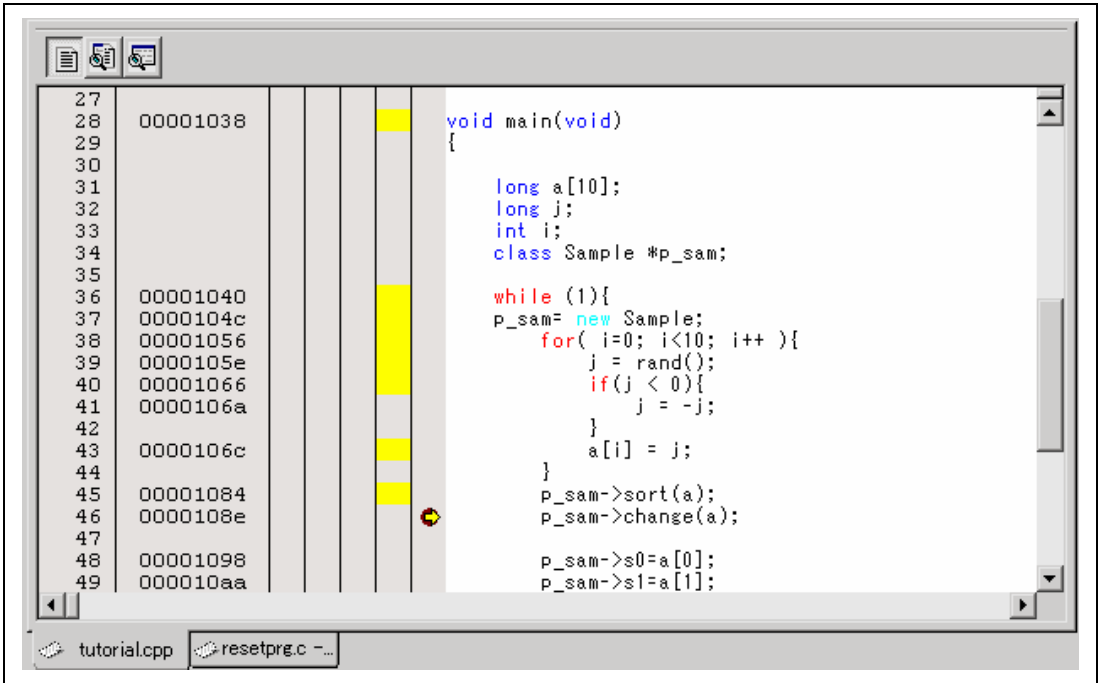 27
28 00001038 void main(void)
29 {
30
31 long a[10];
32 long j;
33 int i;
34 class Sample *p_sam;
35
36 00001040 while (1){
37 0000104c p_sam= new Sample;
38 00001056 for( i=0; i<10; i++ ){
39 0000105e j = rand();
40 00001066 if(j < 0){
41 0000106a j = -j;
42 }
43 0000106c a[i] = j;
44 }
45 00001084 p_sam->sort(a);
46 0000108e p_sam->change(a);
47
48 00001098 p_sam->s0=a[0];
49 000010aa p_sam->s1=a[1];
tutorial.cpp resetprg.c -...